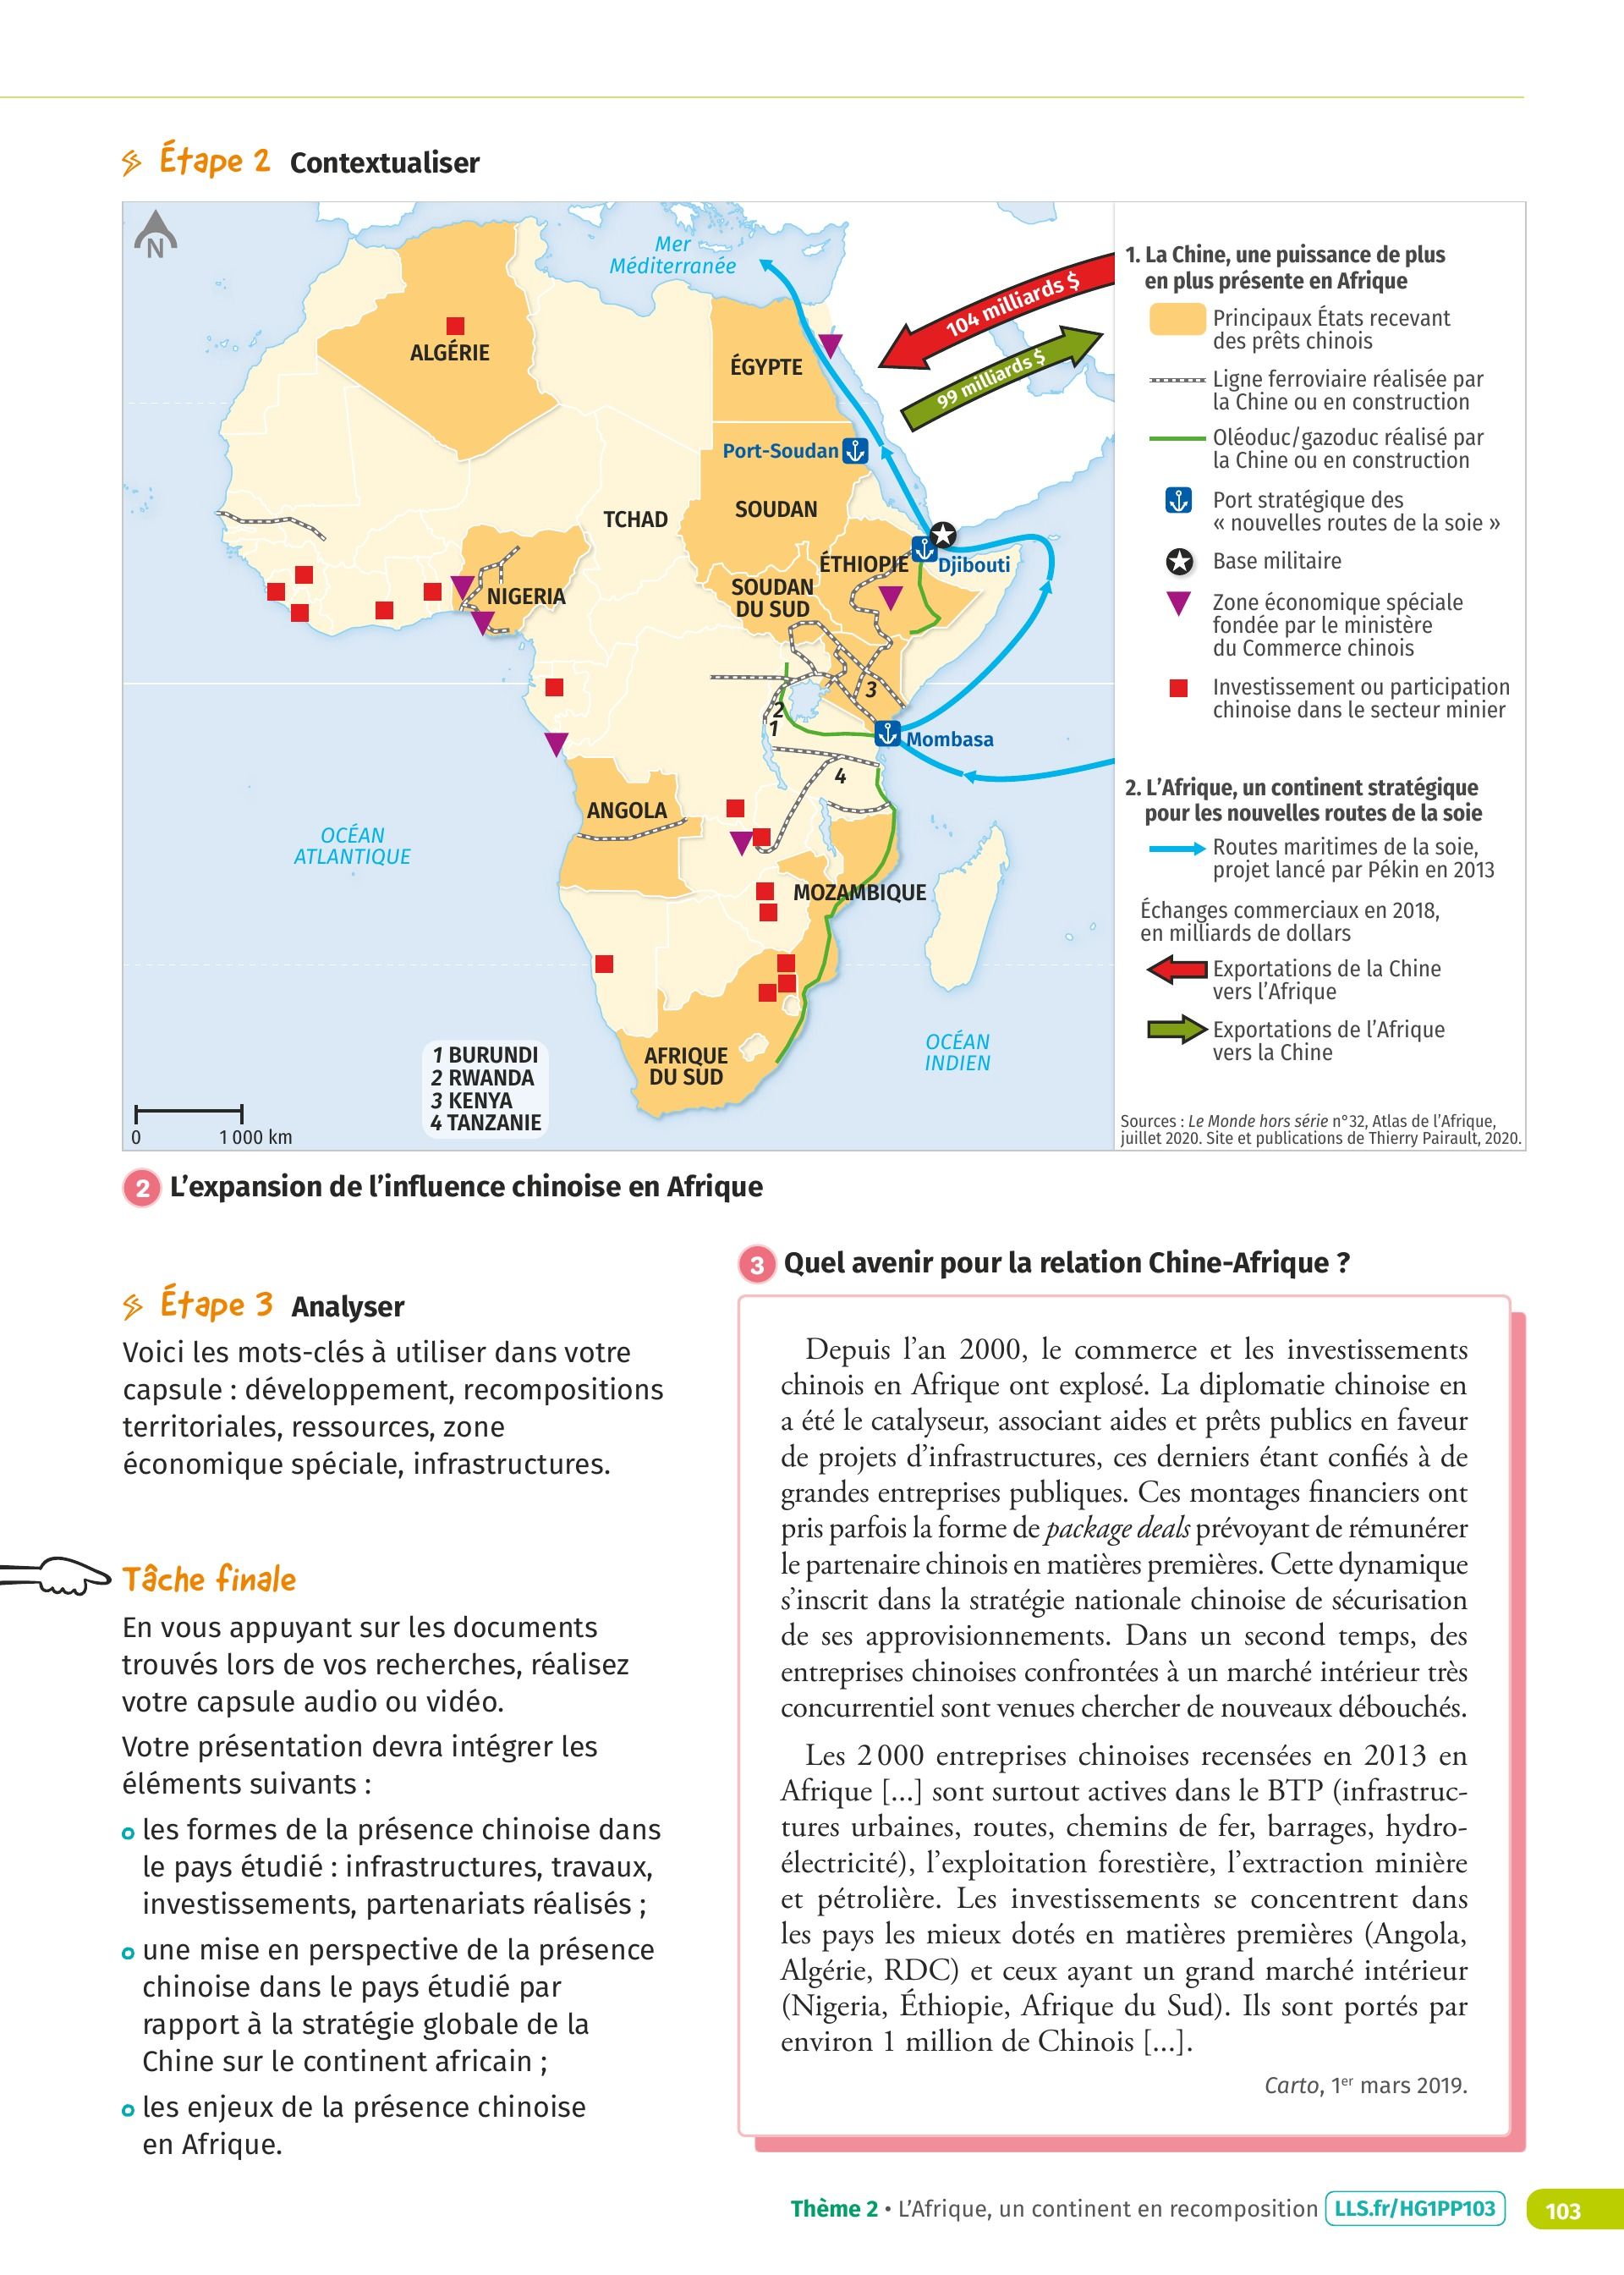 Étape 2 Contextualiser
N
Mer
Méditerranée
104 milliards $
99 milliards $
ALGÉRIE
ÉGYPTE
Port-Soudan
TCHAD
SOUDAN
ÉTHIOPIE
Djibouti
SOUDAN
DU SUD
NIGERIA
3
2
1
Mombasa
4
ANGOLA
OCÉAN
ATLANTIQUE
MOZAMBIQUE
OCÉAN
INDIEN
AFRIQUE
DU SUD
1 BURUNDI
2 RWANDA
3 KENYA
4 TANZANIE
0 1 000 km
1. La Chine, une puissance de plus
en plus présente en Afrique
Principaux États recevant
des prêts chinois
Ligne ferroviaire réalisée par
la Chine ou en construction
Oléoduc/gazoduc réalisé par
la Chine ou en construction
Port stratégique des
« nouvelles routes de la soie »
Base militaire
Zone économique spéciale
fondée par le ministère
du Commerce chinois
Investissement ou participation
chinoise dans le secteur minier
2. L'Afrique, un continent stratégique
pour les nouvelles routes de la soie
Routes maritimes de la soie,
projet lancé par Pékin en 2013
Échanges commerciaux en 2018,
en milliards de dollars
Exportations de la Chine
vers l'Afrique
Exportations de l'Afrique
vers la Chine
Sources : Le Monde hors série n°32, Atlas de l'Afrique,
juillet 2020. Site et publications de Thierry Pairault, 2020.
2 L'expansion de l'influence chinoise en Afrique
Étape 3 Analyser
Voici les mots-clés à utiliser dans votre
capsule : développement, recompositions
territoriales, ressources, zone
économique spéciale, infrastructures.
Tâche finale
En vous appuyant sur les documents
trouvés lors de vos recherches, réalisez
votre capsule audio ou vidéo.
Votre présentation devra intégrer les
éléments suivants :
les formes de la présence chinoise dans
le pays étudié : infrastructures, travaux,
investissements, partenariats réalisés ;
une mise en perspective de la présence
chinoise dans le pays étudié par
rapport à la stratégie globale de la
Chine sur le continent africain ;
les enjeux de la présence chinoise
en Afrique.
3 Quel avenir pour la relation Chine-Afrique ?
Depuis l'an 2000, le commerce et les investissements
chinois en Afrique ont explosé. La diplomatie chinoise en
a été le catalyseur, associant aides et prêts publics en faveur
de projets d'infrastructures, ces derniers étant confiés à de
grandes entreprises publiques. Ces montages financiers ont
pris parfois la forme de package deals prévoyant de rémunérer
le partenaire chinois en matières premières. Cette dynamique
s'inscrit dans la stratégie nationale chinoise de sécurisation
de ses approvisionnements. Dans un second temps, des
entreprises chinoises confrontées à un marché intérieur très
concurrentiel sont venues chercher de nouveaux débouchés.
Les 2 000 entreprises chinoises recensées en 2013 en
Afrique [...] sont surtout actives dans le BTP (infrastruc-
tures urbaines, routes, chemins de fer, barrages, hydro-
électricité), l'exploitation forestière, l'extraction minière
et pétrolière. Les investissements se concentrent dans
les pays les mieux dotés en matières premières (Angola,
Algérie, RDC) et ceux ayant un grand marché intérieur
(Nigeria, Éthiopie, Afrique du Sud). Ils sont portés par
environ 1 million de Chinois [...].
Carto, 1er mars 2019.
Thème 2 • L'Afrique, un continent en recomposition LLS.fr/HG1PP103 103